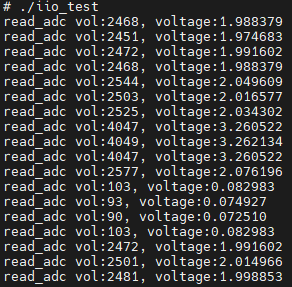 # ./iio_test
read_adc vol:2468, voltage:1.988379
read_adc vol:2451, voltage:1.974683
read_adc vol:2472, voltage:1.991602
read_adc vol:2468, voltage:1.988379
read_adc vol:2544, voltage:2.049609
read_adc vol:2503, voltage:2.016577
read_adc vol:2525, voltage:2.034302
read_adc vol:4047, voltage:3.260522
read_adc vol:4049, voltage:3.262134
read_adc vol:4047, voltage:3.260522
read_adc vol:2577, voltage:2.076196
read_adc vol:103, voltage:0.082983
read_adc vol:93, voltage:0.074927
read_adc vol:90, voltage:0.072510
read_adc vol:103, voltage:0.082983
read_adc vol:2472, voltage:1.991602
read_adc vol:2501, voltage:2.014966
read_adc vol:2481, voltage:1.998853